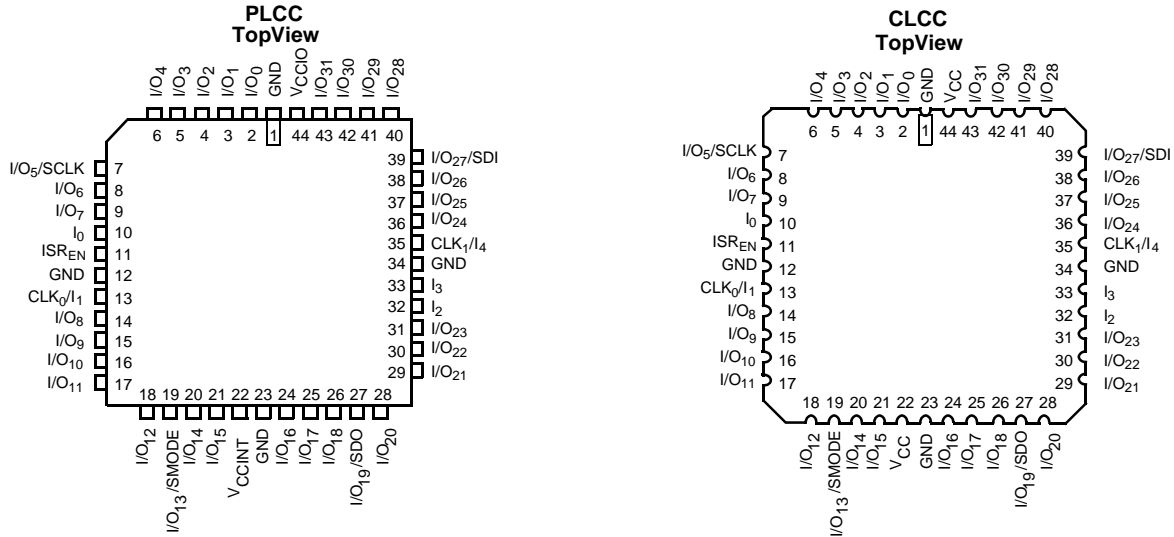 PLCC
TopView
I/O4 I/O3 I/O2 I/O1 I/O0 GND VCCIO I/O31 I/O30 I/O29 I/O28
6 5 4 3 2 1 44 43 42 41 40
I/O5/SCLK 7
I/O6 8
I/O7 9
I0 10
ISREN 11
GND 12
CLK0/I1 13
I/O8 14
I/O9 15
I/O10 16
I/O11 17
39 I/O27/SDI
38 I/O26
37 I/O25
36 I/O24
35 CLK1/I4
34 GND
33 I3
32 I2
31 I/O23
30 I/O22
29 I/O21
18 19 20 21 22 23 24 25 26 27 28
I/O12 I/O13/SMODE I/O14 I/O15 VCCINT GND I/O16 I/O17 I/O18 I/O19/SDO I/O20
CLCC
TopView
I/O4 I/O3 I/O2 I/O1 I/O0 GND VCC I/O31 I/O30 I/O29 I/O28
6 5 4 3 2 1 44 43 42 41 40
I/O5/SCLK 7
I/O6 8
I/O7 9
I0 10
ISREN 11
GND 12
CLK0/I1 13
I/O8 14
I/O9 15
I/O10 16
I/O11 17
39 I/O27/SDI
38 I/O26
37 I/O25
36 I/O24
35 CLK1/I4
34 GND
33 I3
32 I2
31 I/O23
30 I/O22
29 I/O21
18 19 20 21 22 23 24 25 26 27 28
I/O12 I/O13/SMODE I/O14 I/O15 VCC GND I/O16 I/O17 I/O18 I/O19/SDO I/O20